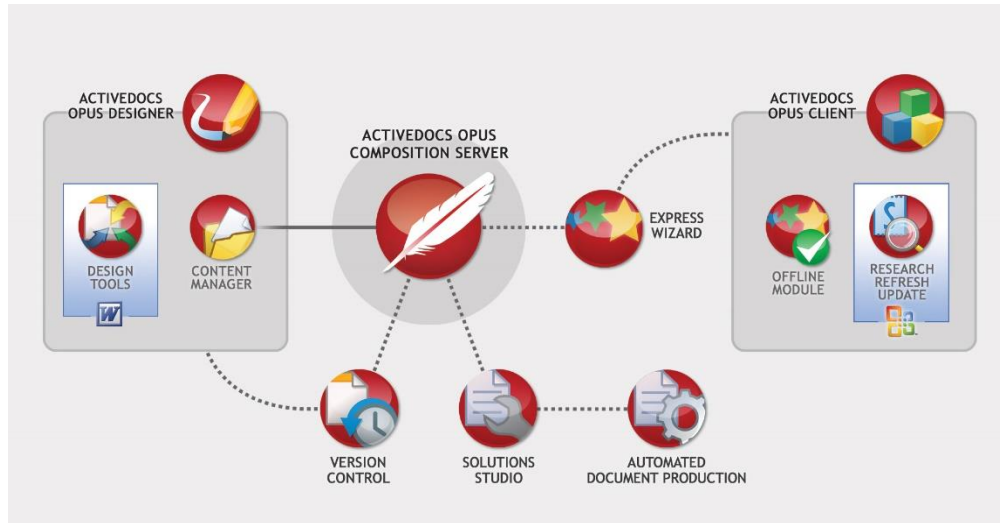 ACTIVEDOCS
OPUS DESIGNER
DESIGN
TOOLS
W
CONTENT
MANAGER
ACTIVEDOCS OPUS
COMPOSITION SERVER
EXPRESS
WIZARD
ACTIVEDOCS
OPUS CLIENT
OFFLINE
MODULE
RESEARCH
REFRESH
UPDATE
VERSION
CONTROL
SOLUTIONS
STUDIO
AUTOMATED
DOCUMENT PRODUCTION